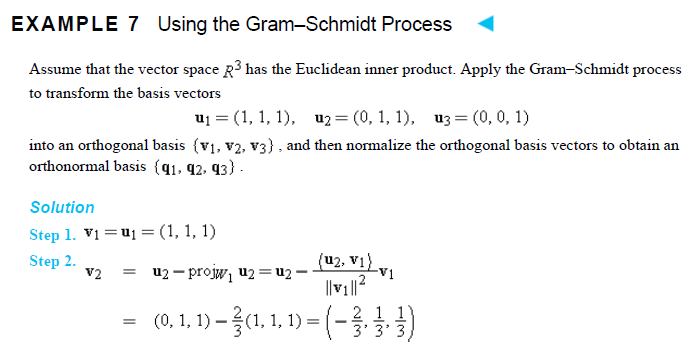 EXAMPLE 7 Using the Gram–Schmidt Process
Assume that the vector space R³ has the Euclidean inner product. Apply the Gram–Schmidt process
to transform the basis vectors
u₁ = (1, 1, 1), u₂ = (0, 1, 1), u₃ = (0, 0, 1)
into an orthogonal basis {v₁, v₂, v₃}, and then normalize the orthogonal basis vectors to obtain an
orthonormal basis {q₁, q₂, q₃}.
Solution
Step 1. v₁ = u₁ = (1, 1, 1)
Step 2. v₂ = u₂ − proj_W₁ u₂ = u₂ − ⟨u₂, v₁⟩/‖v₁‖² v₁
= (0, 1, 1) − 2/3(1, 1, 1) = (−2/3, 1/3, 1/3)